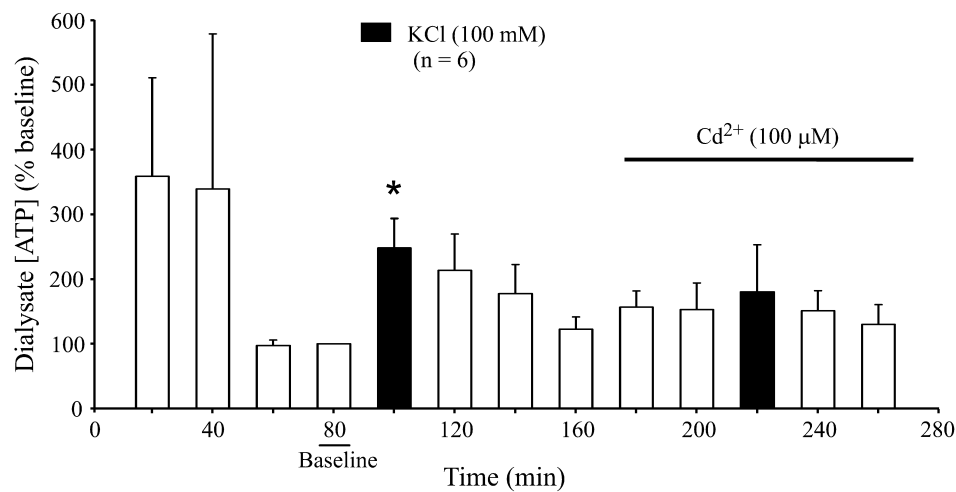 600
500
400
300
200
100
0
Dialysate [ATP] (% baseline)
KCl (100 mM)
(n = 6)
Cd²⁺ (100 µM)
*
0 40 80 120 160 200 240 280
Baseline
Time (min)